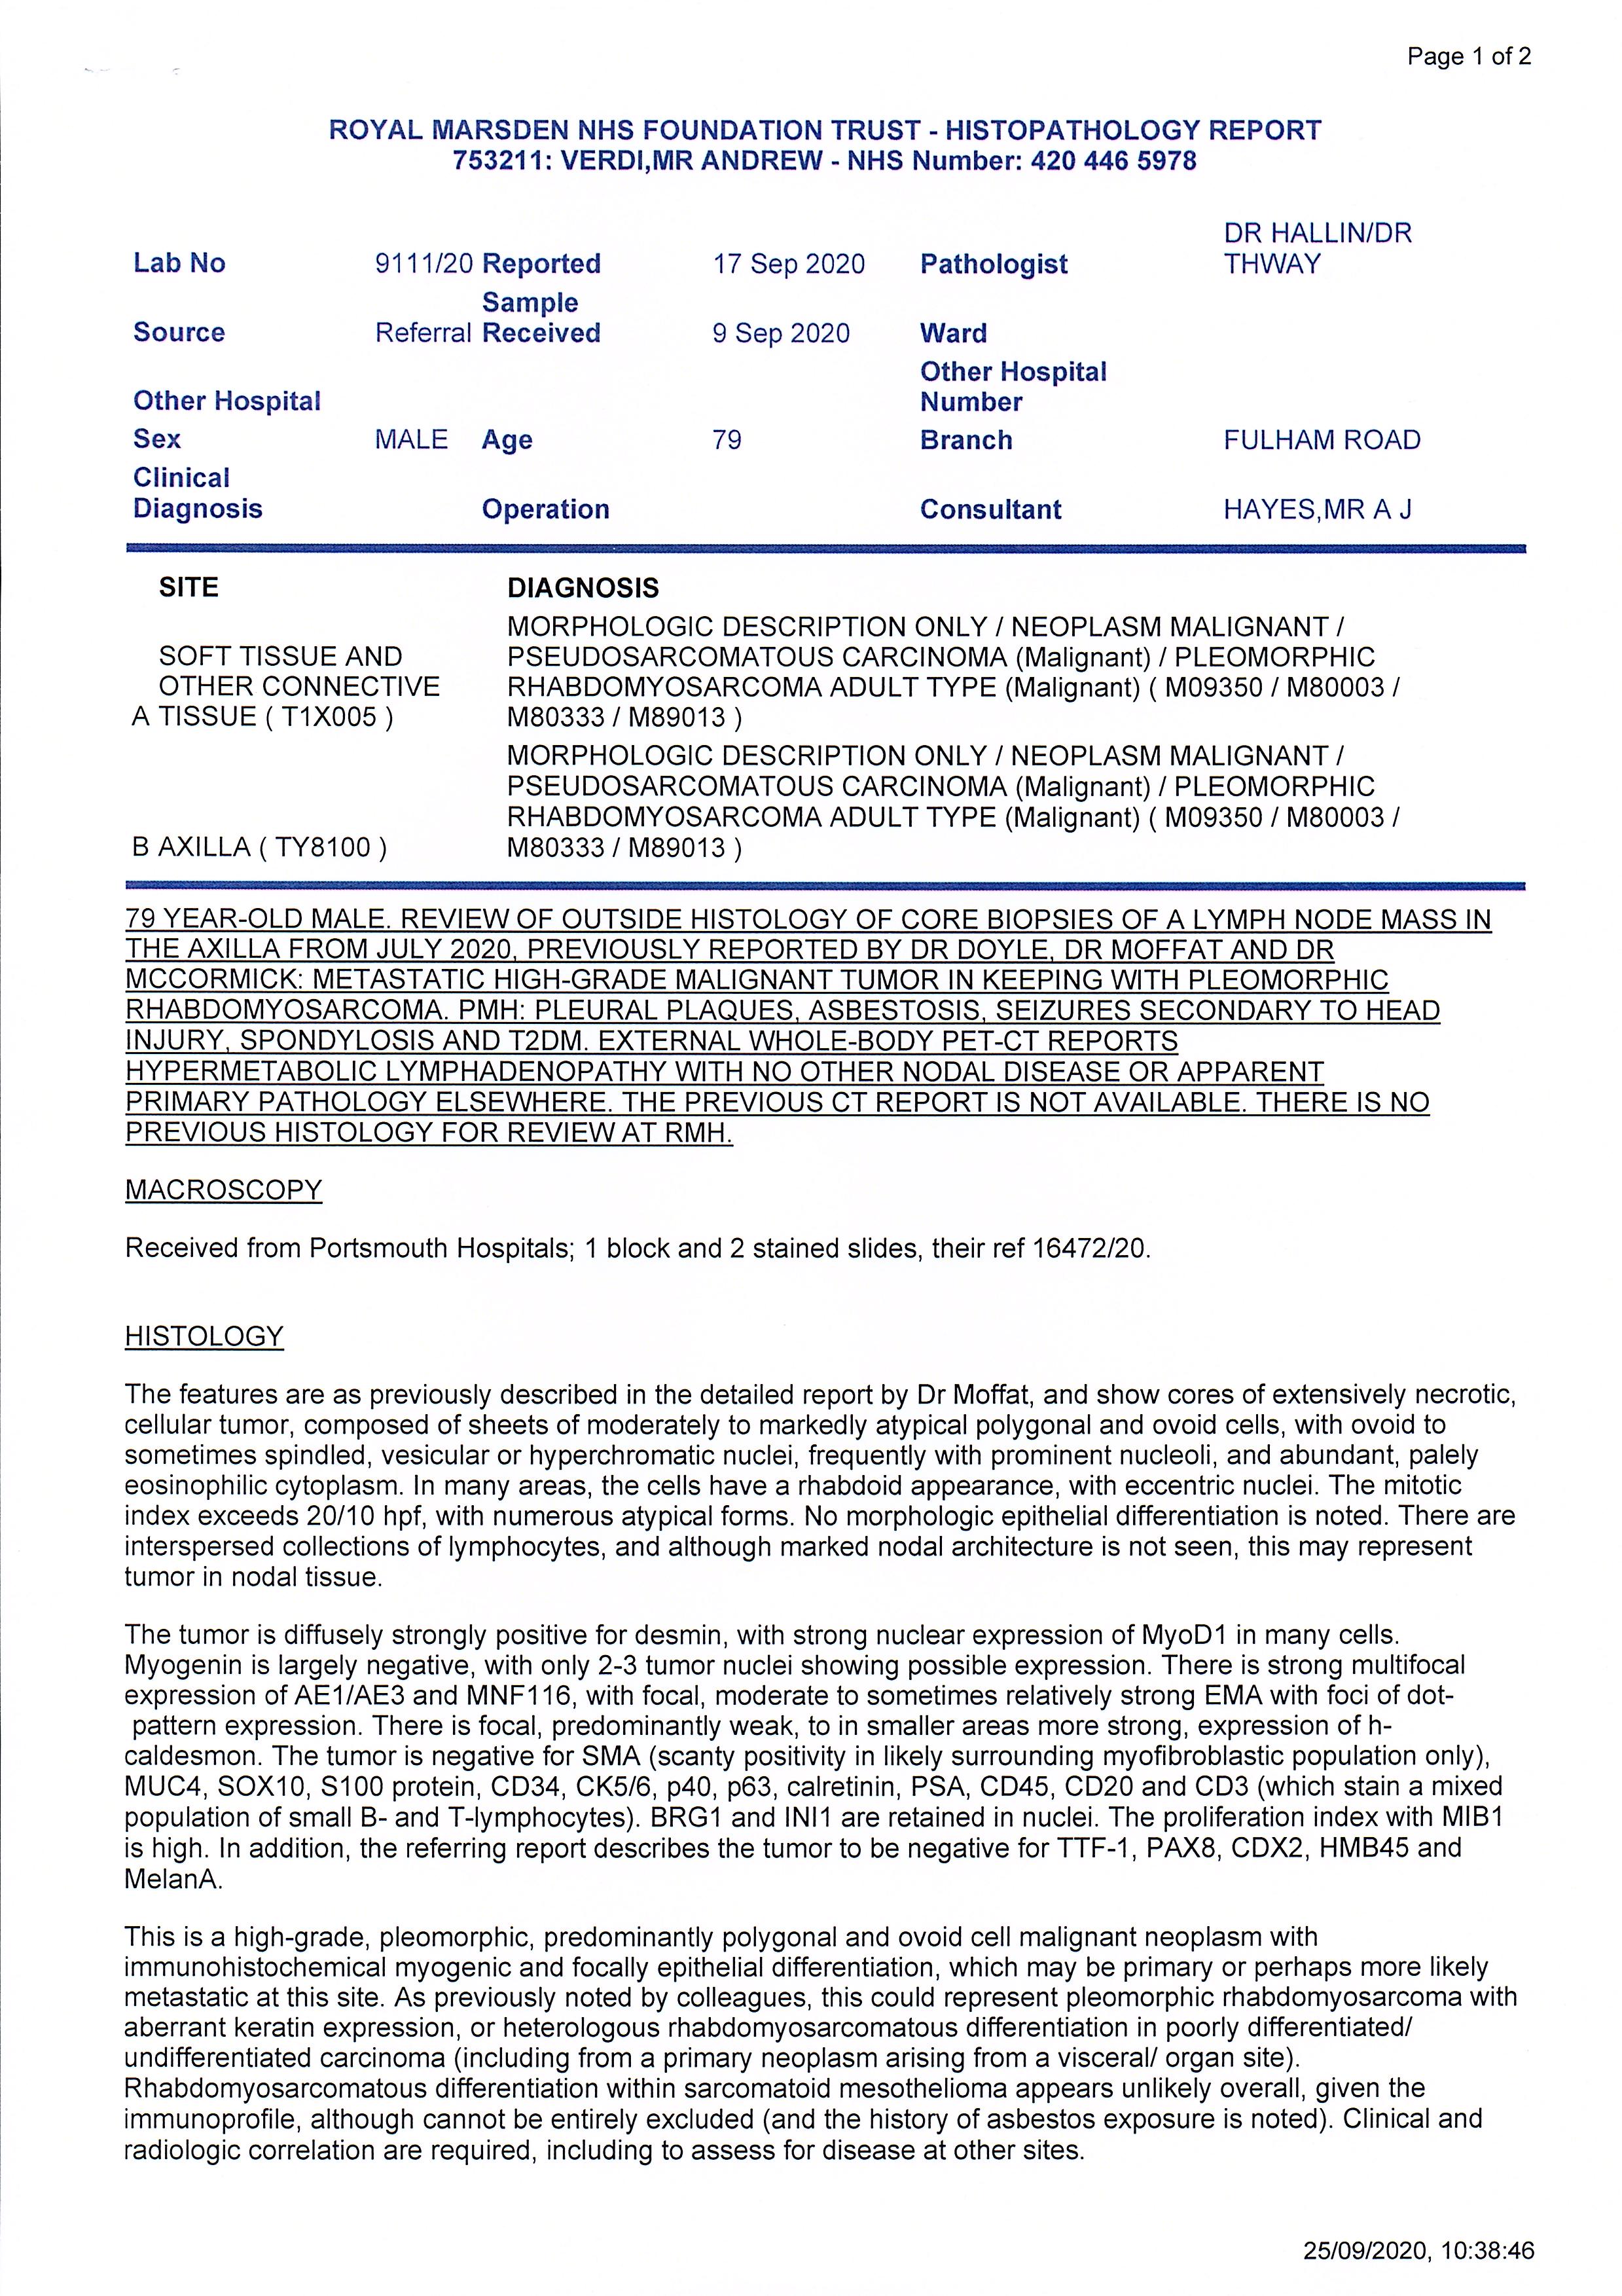 Page 1 of 2
ROYAL MARSDEN NHS FOUNDATION TRUST - HISTOPATHOLOGY REPORT
753211: VERDI,MR ANDREW - NHS Number: 420 446 5978
Lab No 9111/20 Reported 17 Sep 2020 Pathologist DR HALLIN/DR THWAY
Source Referral Sample Received 9 Sep 2020 Ward
Other Hospital Other Hospital Number
Sex MALE Age 79 Branch FULHAM ROAD
Clinical Diagnosis Operation Consultant HAYES,MR A J
SITE DIAGNOSIS
MORPHOLOGIC DESCRIPTION ONLY / NEOPLASM MALIGNANT /
SOFT TISSUE AND PSEUDOSARCOMATOUS CARCINOMA (Malignant) / PLEOMORPHIC
OTHER CONNECTIVE RHABDOMYOSARCOMA ADULT TYPE (Malignant) ( M09350 / M80003 /
A TISSUE ( T1X005 ) M80333 / M89013 )
MORPHOLOGIC DESCRIPTION ONLY / NEOPLASM MALIGNANT /
PSEUDOSARCOMATOUS CARCINOMA (Malignant) / PLEOMORPHIC
RHABDOMYOSARCOMA ADULT TYPE (Malignant) ( M09350 / M80003 /
B AXILLA ( TY8100 ) M80333 / M89013 )
79 YEAR-OLD MALE. REVIEW OF OUTSIDE HISTOLOGY OF CORE BIOPSIES OF A LYMPH NODE MASS IN
THE AXILLA FROM JULY 2020, PREVIOUSLY REPORTED BY DR DOYLE, DR MOFFAT AND DR
MCCORMICK: METASTATIC HIGH-GRADE MALIGNANT TUMOR IN KEEPING WITH PLEOMORPHIC
RHABDOMYOSARCOMA. PMH: PLEURAL PLAQUES, ASBESTOSIS, SEIZURES SECONDARY TO HEAD
INJURY, SPONDYLOSIS AND T2DM. EXTERNAL WHOLE-BODY PET-CT REPORTS
HYPERMETABOLIC LYMPHADENOPATHY WITH NO OTHER NODAL DISEASE OR APPARENT
PRIMARY PATHOLOGY ELSEWHERE. THE PREVIOUS CT REPORT IS NOT AVAILABLE. THERE IS NO
PREVIOUS HISTOLOGY FOR REVIEW AT RMH.
MACROSCOPY
Received from Portsmouth Hospitals; 1 block and 2 stained slides, their ref 16472/20.
HISTOLOGY
The features are as previously described in the detailed report by Dr Moffat, and show cores of extensively necrotic,
cellular tumor, composed of sheets of moderately to markedly atypical polygonal and ovoid cells, with ovoid to
sometimes spindled, vesicular or hyperchromatic nuclei, frequently with prominent nucleoli, and abundant, palely
eosinophilic cytoplasm. In many areas, the cells have a rhabdoid appearance, with eccentric nuclei. The mitotic
index exceeds 20/10 hpf, with numerous atypical forms. No morphologic epithelial differentiation is noted. There are
interspersed collections of lymphocytes, and although marked nodal architecture is not seen, this may represent
tumor in nodal tissue.
The tumor is diffusely strongly positive for desmin, with strong nuclear expression of MyoD1 in many cells.
Myogenin is largely negative, with only 2-3 tumor nuclei showing possible expression. There is strong multifocal
expression of AE1/AE3 and MNF116, with focal, moderate to sometimes relatively strong EMA with foci of dot-
pattern expression. There is focal, predominantly weak, to in smaller areas more strong, expression of h-
caldesmon. The tumor is negative for SMA (scanty positivity in likely surrounding myofibroblastic population only),
MUC4, SOX10, S100 protein, CD34, CK5/6, p40, p63, calretinin, PSA, CD45, CD20 and CD3 (which stain a mixed
population of small B- and T-lymphocytes). BRG1 and INI1 are retained in nuclei. The proliferation index with MIB1
is high. In addition, the referring report describes the tumor to be negative for TTF-1, PAX8, CDX2, HMB45 and
MelanA.
This is a high-grade, pleomorphic, predominantly polygonal and ovoid cell malignant neoplasm with
immunohistochemical myogenic and focally epithelial differentiation, which may be primary or perhaps more likely
metastatic at this site. As previously noted by colleagues, this could represent pleomorphic rhabdomyosarcoma with
aberrant keratin expression, or heterologous rhabdomyosarcomatous differentiation in poorly differentiated/
undifferentiated carcinoma (including from a primary neoplasm arising from a visceral/ organ site).
Rhabdomyosarcomatous differentiation within sarcomatoid mesothelioma appears unlikely overall, given the
immunoprofile, although cannot be entirely excluded (and the history of asbestos exposure is noted). Clinical and
radiologic correlation are required, including to assess for disease at other sites.
25/09/2020, 10:38:46